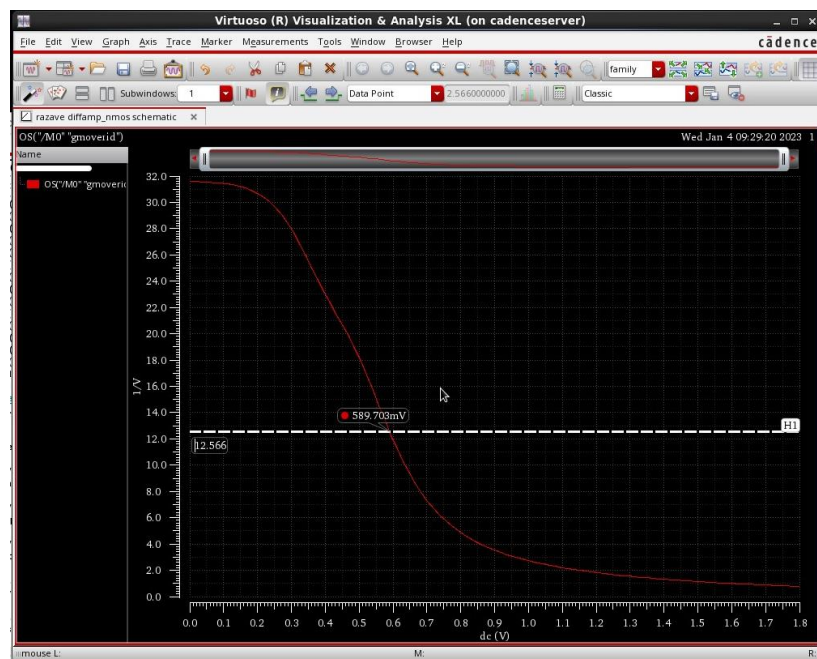 Virtuoso (R) Visualization & Analysis XL (on cadenceserver)
File Edit View Graph Axis Trace Marker Measurements Tools Window Browser Help
cādence
family
Subwindows: 1
Data Point
2.5660000000
Classic
razave diffamp_nmos schematic
OS("/M0" "gmoverid")
Wed Jan 4 09:29:20 2023 1
Name
OS("/M0" "gmoveric
32.0
30.0
28.0
26.0
24.0
22.0
20.0
18.0
16.0
14.0
12.0
10.0
8.0
6.0
4.0
2.0
0.0
1/V
589.703mV
H1
12.566
0.0 0.1 0.2 0.3 0.4 0.5 0.6 0.7 0.8 0.9 1.0 1.1 1.2 1.3 1.4 1.5 1.6 1.7 1.8
dc (V)
mouse L:
M:
R: